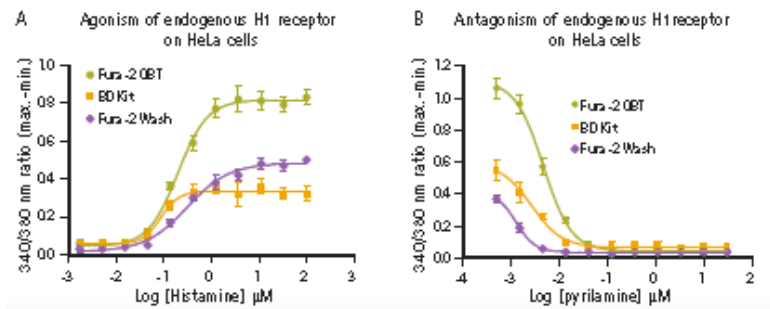 A
Agonism of endogenous H1 receptor
on HeLa cells
340/380 nm ratio (max.-min.)
1.0
0.8
0.6
0.4
0.2
0.0
Fura-2 QBT
BD Kit
Fura-2 Wash
-3 -2 -1 0 1 2 3
Log [Histamine] µM
B
Antagonism of endogenous H1 receptor
on HeLa cells
340/380 nm ratio (max.-min.)
1.2
1.0
0.8
0.6
0.4
0.2
0.0
Fura-2 QBT
BD Kit
Fura-2 Wash
-4 -3 -2 -1 0 1 2
Log [pyrilamine] µM